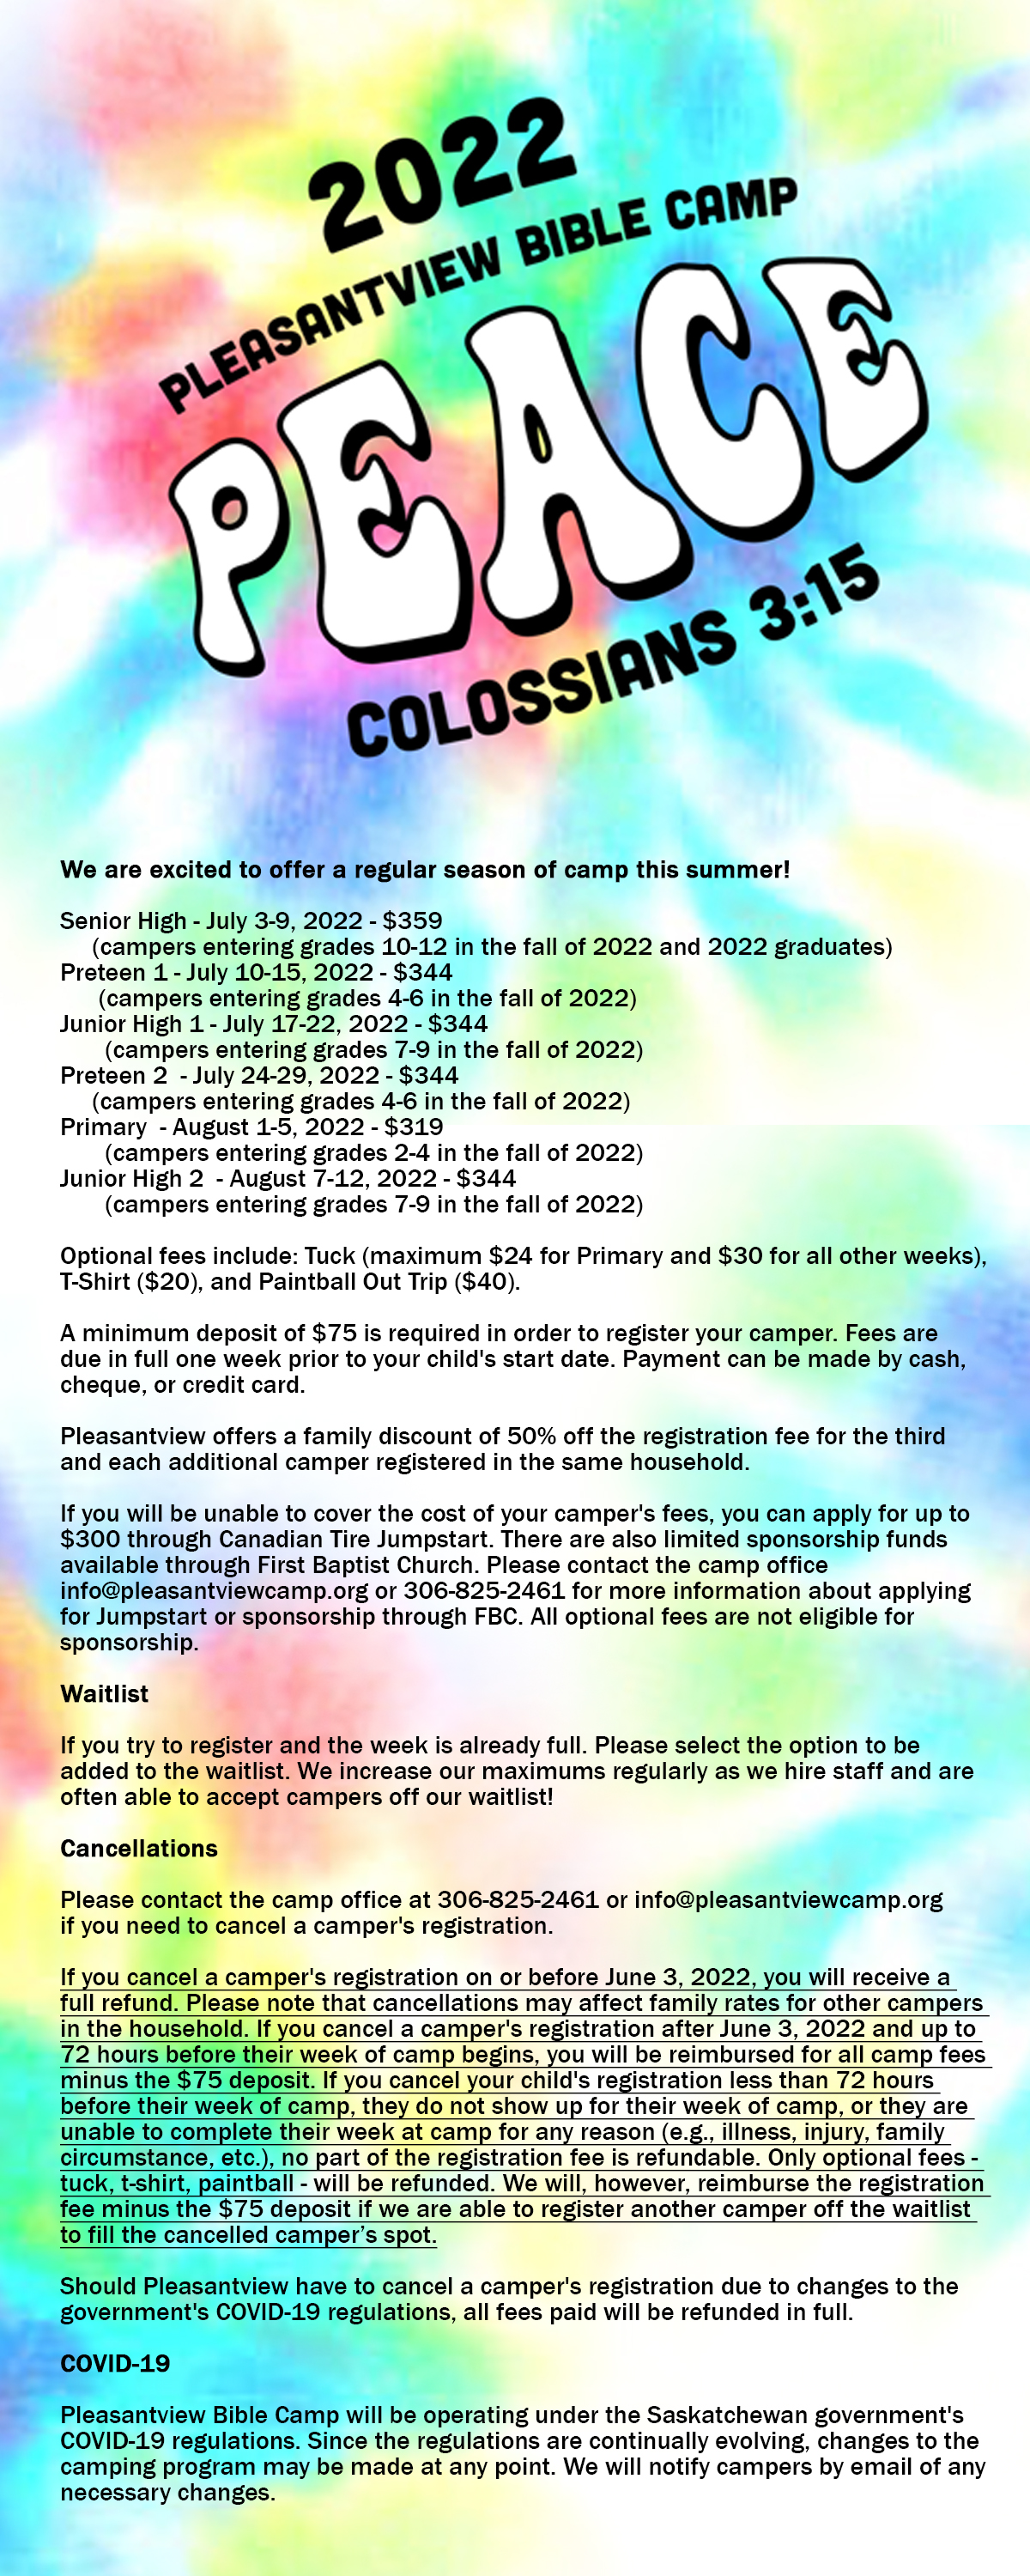 2022
PLEASANTVIEW BIBLE CAMP
PEACE
COLOSSIANS 3:15
We are excited to offer a regular season of camp this summer!
Senior High - July 3-9, 2022 - $359
(campers entering grades 10-12 in the fall of 2022 and 2022 graduates)
Preteen 1 - July 10-15, 2022 - $344
(campers entering grades 4-6 in the fall of 2022)
Junior High 1 - July 17-22, 2022 - $344
(campers entering grades 7-9 in the fall of 2022)
Preteen 2  - July 24-29, 2022 - $344
(campers entering grades 4-6 in the fall of 2022)
Primary  - August 1-5, 2022 - $319
(campers entering grades 2-4 in the fall of 2022)
Junior High 2  - August 7-12, 2022 - $344
(campers entering grades 7-9 in the fall of 2022)
Optional fees include: Tuck (maximum $24 for Primary and $30 for all other weeks),
T-Shirt ($20), and Paintball Out Trip ($40).
A minimum deposit of $75 is required in order to register your camper. Fees are
due in full one week prior to your child's start date. Payment can be made by cash,
cheque, or credit card.
Pleasantview offers a family discount of 50% off the registration fee for the third
and each additional camper registered in the same household.
If you will be unable to cover the cost of your camper's fees, you can apply for up to
$300 through Canadian Tire Jumpstart. There are also limited sponsorship funds
available through First Baptist Church. Please contact the camp office
info@pleasantviewcamp.org or 306-825-2461 for more information about applying
for Jumpstart or sponsorship through FBC. All optional fees are not eligible for
sponsorship.
Waitlist
If you try to register and the week is already full. Please select the option to be
added to the waitlist. We increase our maximums regularly as we hire staff and are
often able to accept campers off our waitlist!
Cancellations
Please contact the camp office at 306-825-2461 or info@pleasantviewcamp.org
if you need to cancel a camper's registration.
If you cancel a camper's registration on or before June 3, 2022, you will receive a
full refund. Please note that cancellations may affect family rates for other campers
in the household. If you cancel a camper's registration after June 3, 2022 and up to
72 hours before their week of camp begins, you will be reimbursed for all camp fees
minus the $75 deposit. If you cancel your child's registration less than 72 hours
before their week of camp, they do not show up for their week of camp, or they are
unable to complete their week at camp for any reason (e.g., illness, injury, family
circumstance, etc.), no part of the registration fee is refundable. Only optional fees -
tuck, t-shirt, paintball - will be refunded. We will, however, reimburse the registration
fee minus the $75 deposit if we are able to register another camper off the waitlist
to fill the cancelled camper’s spot.
Should Pleasantview have to cancel a camper's registration due to changes to the
government's COVID-19 regulations, all fees paid will be refunded in full.
COVID-19
Pleasantview Bible Camp will be operating under the Saskatchewan government's
COVID-19 regulations. Since the regulations are continually evolving, changes to the
camping program may be made at any point. We will notify campers by email of any
necessary changes.